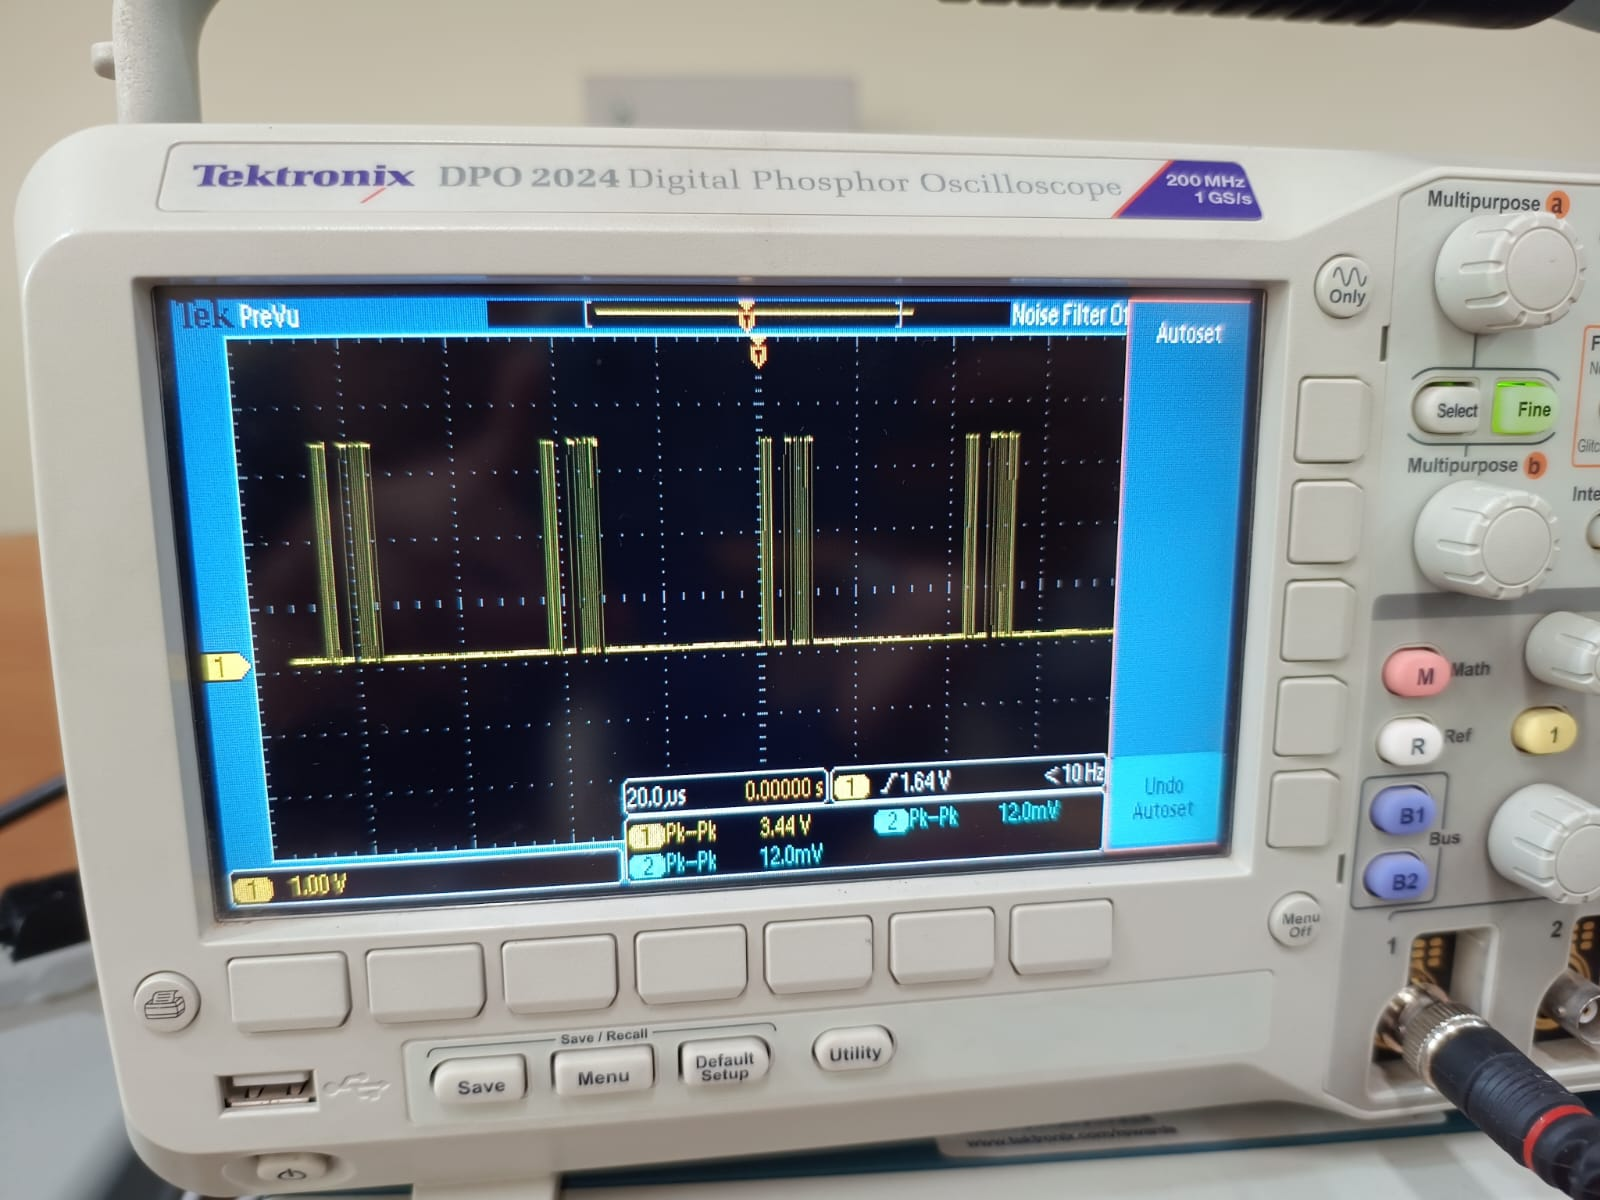 Tektronix DPO 2024 Digital Phosphor Oscilloscope
200 MHz
1 GS/s
Multipurpose a
Only
Tek PreVu
Noise Filter
Autoset
Select
Fine
Multipurpose b
1
M
Math
R
Ref
1
20.0µs
0.00000 s
1
1.64 V
<10 Hz
1 Pk-Pk 3.44 V
2 Pk-Pk 12.0mV
2 Pk-Pk 12.0mV
Undo
Autoset
B1
Bus
B2
1 1.00 V
Menu
Off
1
2
Save / Recall
Save
Menu
Default
Setup
Utility